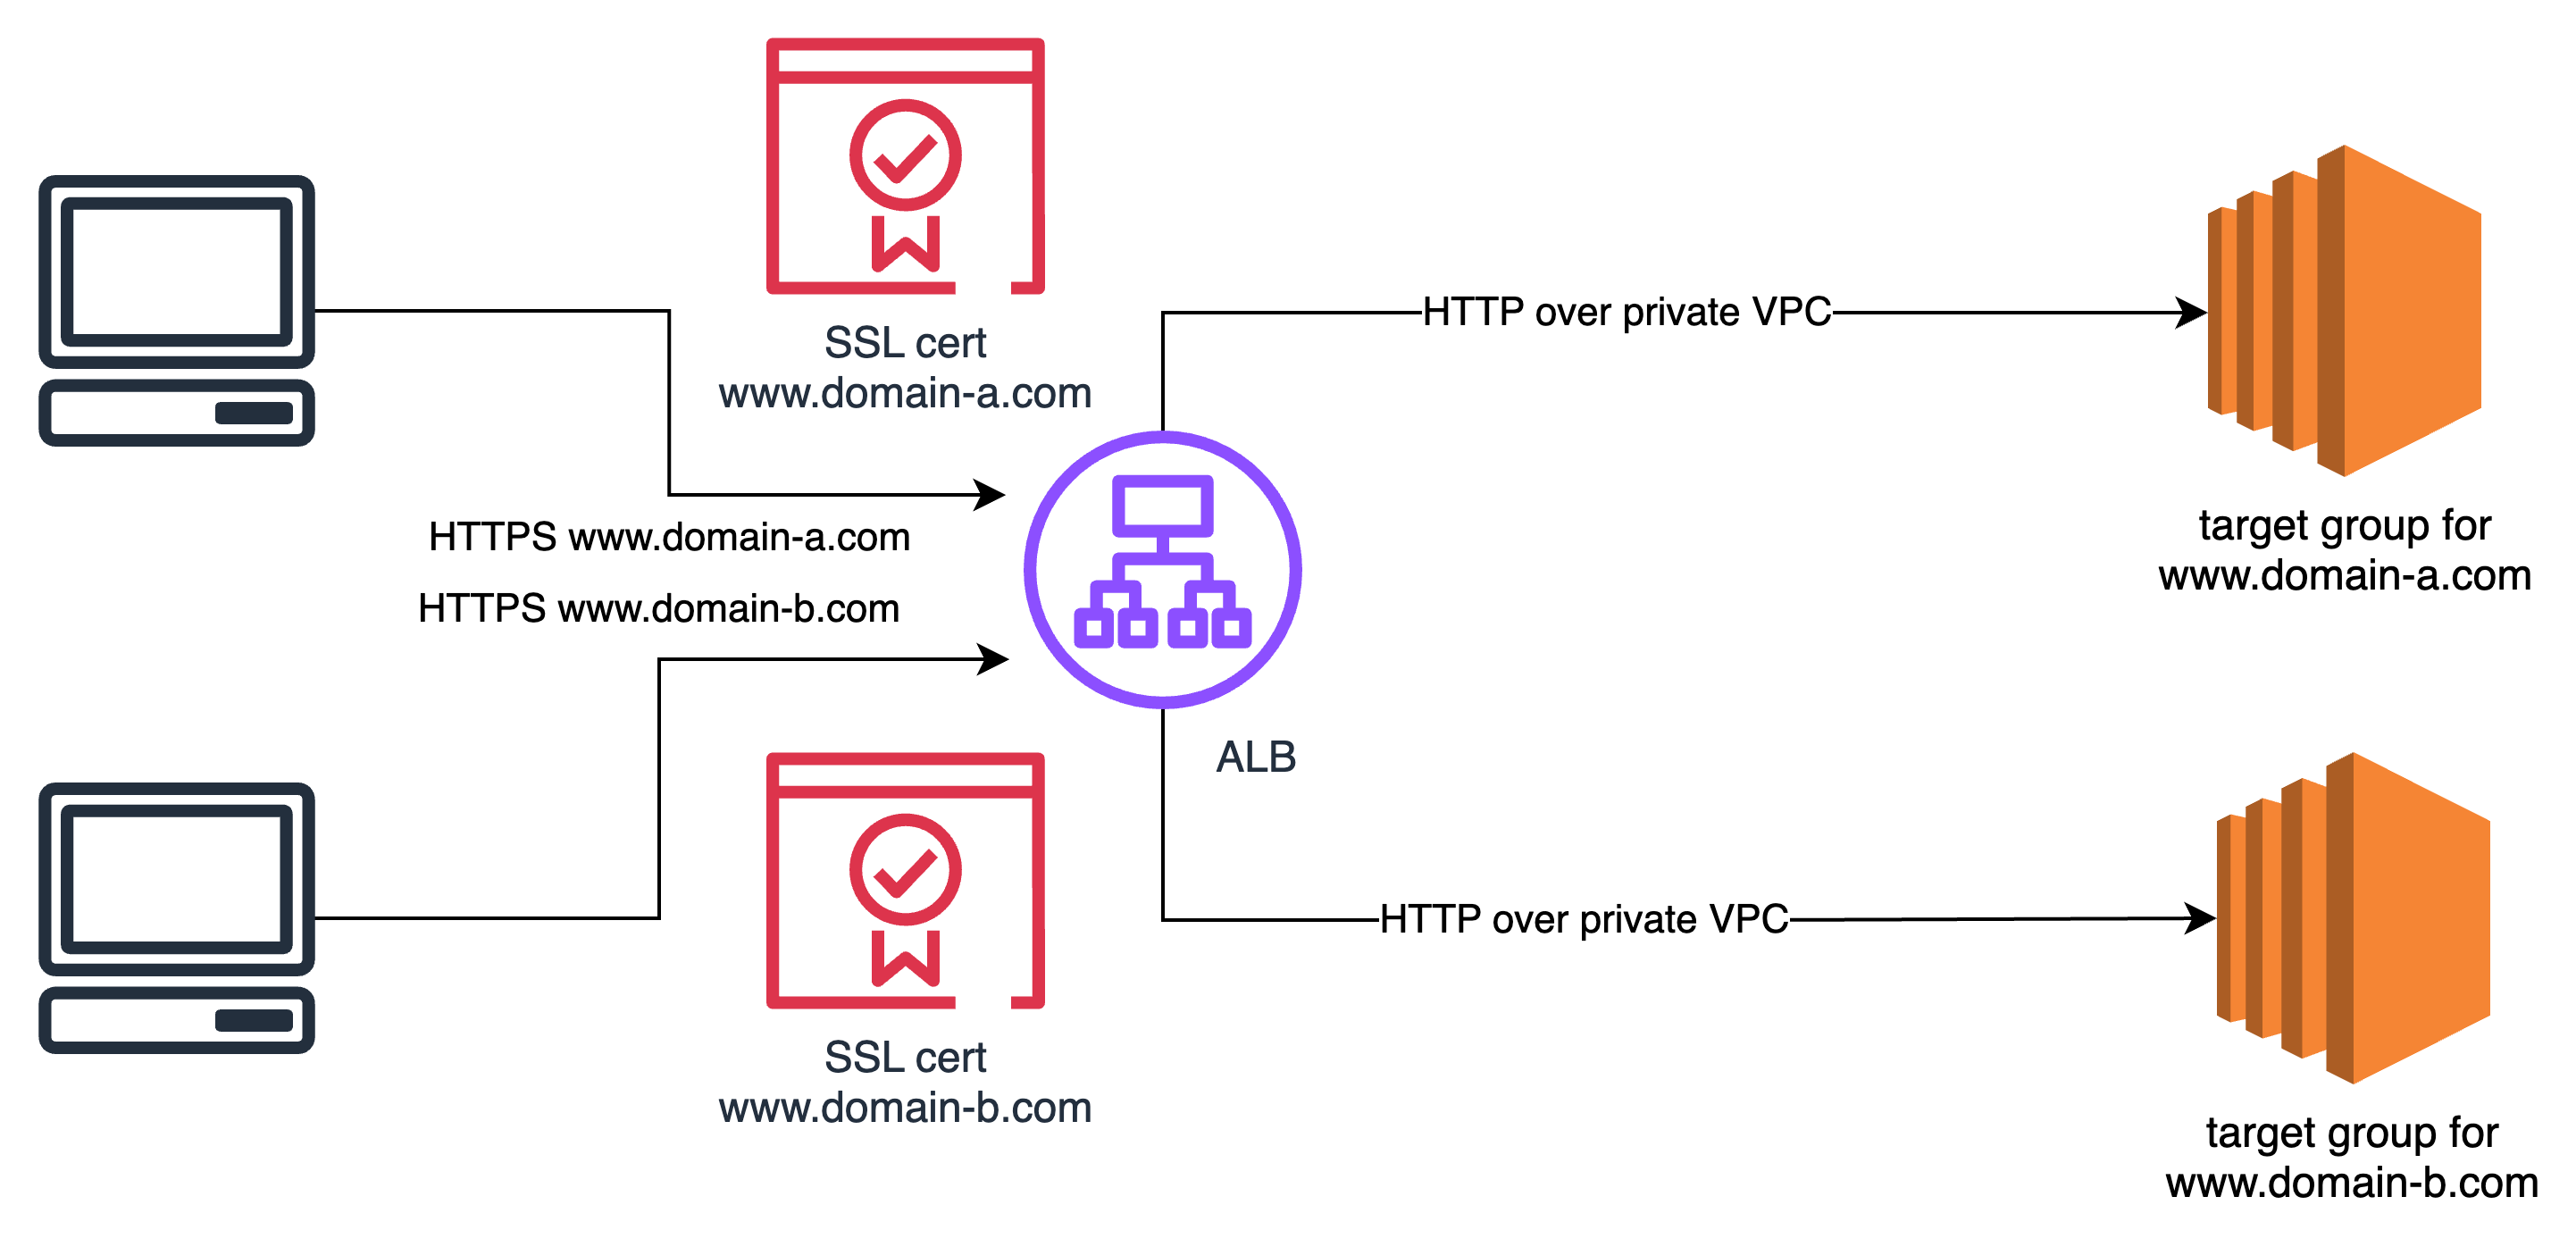 SSL cert
www.domain-a.com
HTTP over private VPC
HTTPS www.domain-a.com
HTTPS www.domain-b.com
target group for
www.domain-a.com
ALB
HTTP over private VPC
SSL cert
www.domain-b.com
target group for
www.domain-b.com